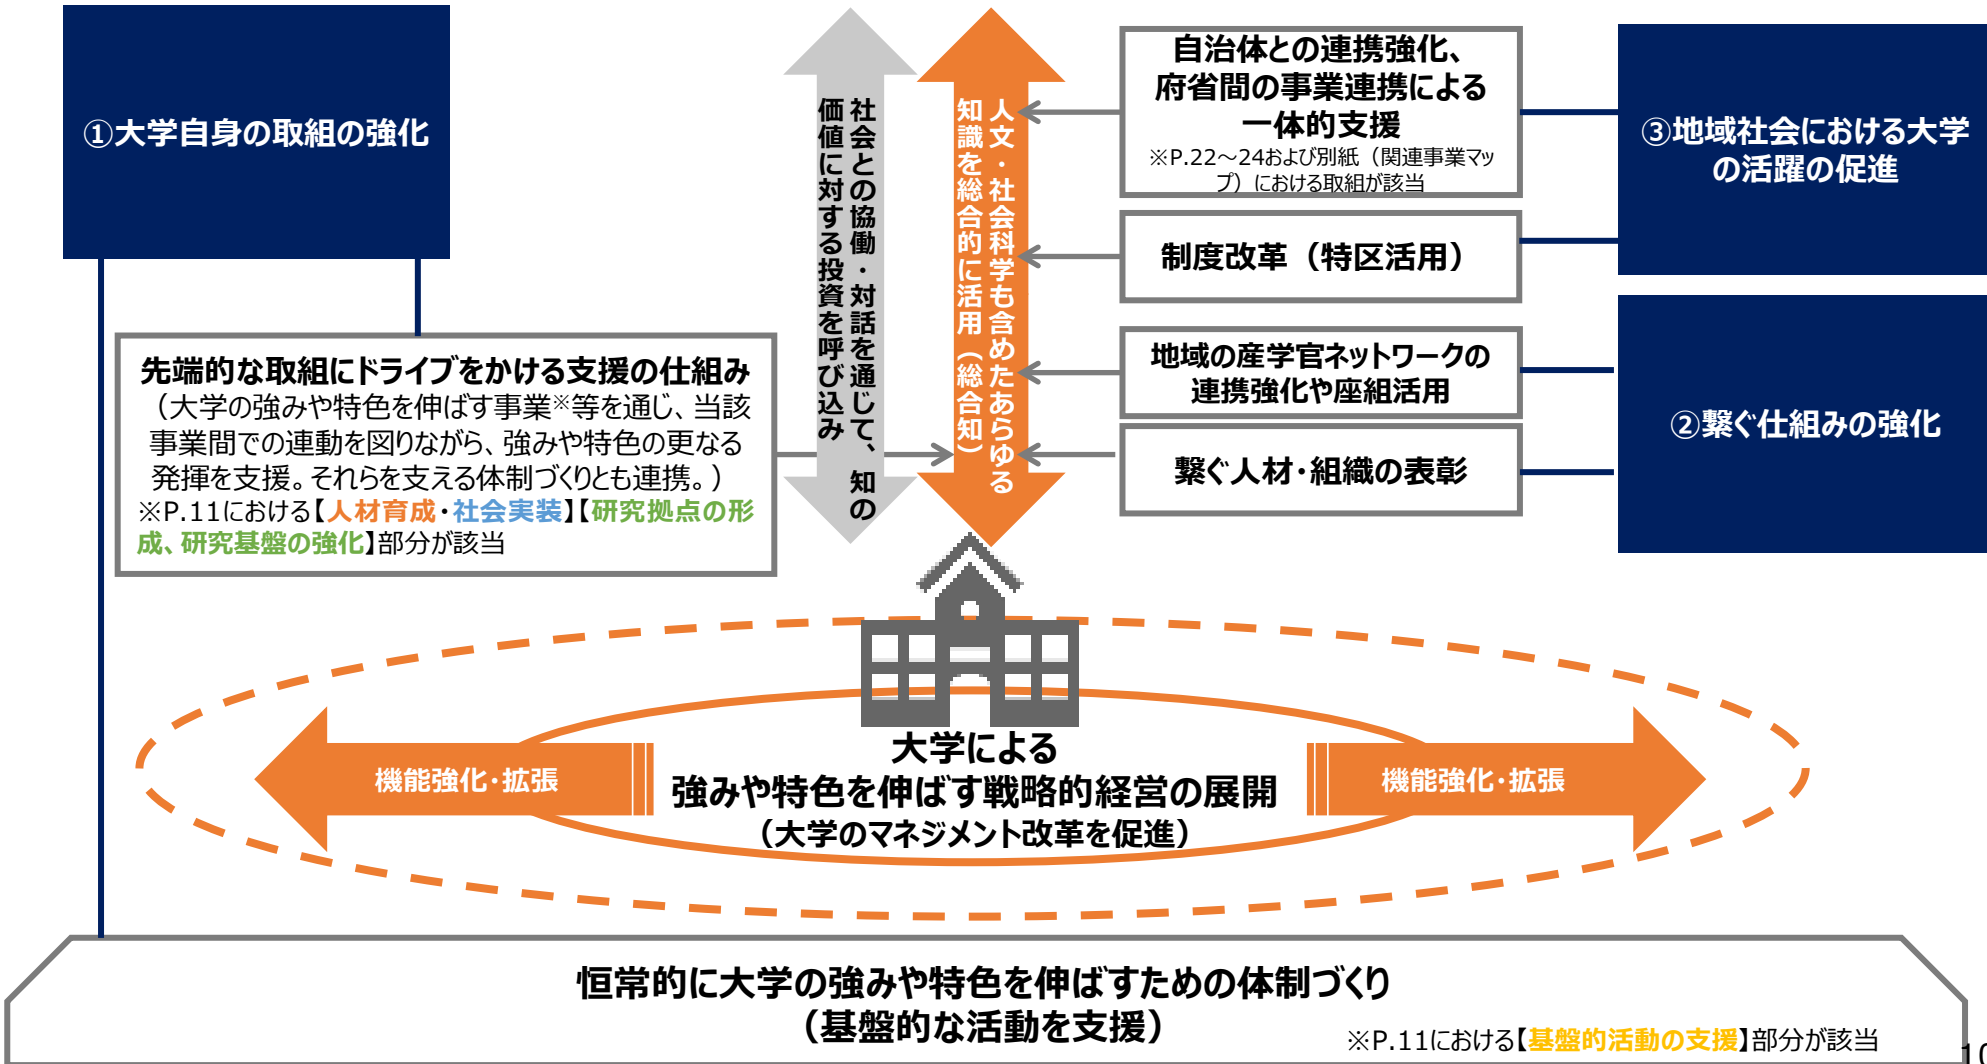 ①大学自身の取組の強化
先端的な取組にドライブをかける支援の仕組み
（大学の強みや特色を伸ばす事業※等を通じ、当該
事業間での連動を図りながら、強みや特色の更なる
発揮を支援。それらを支える体制づくりとも連携。）
※P.11における【人材育成・社会実装】【研究拠点の形
成、研究基盤の強化】部分が該当
社会との協働・対話を通じて、知の
価値に対する投資を呼び込み
人文・社会科学も含めたあらゆる
知識を総合的に活用（総合知）
自治体との連携強化、
府省間の事業連携による
一体的支援
※P.22～24および別紙（関連事業マッ
プ）における取組が該当
制度改革（特区活用）
地域の産学官ネットワークの
連携強化や座組活用
繋ぐ人材・組織の表彰
③地域社会における大学
の活躍の促進
②繋ぐ仕組みの強化
機能強化・拡張
大学による
強みや特色を伸ばす戦略的経営の展開
（大学のマネジメント改革を促進）
機能強化・拡張
恒常的に大学の強みや特色を伸ばすための体制づくり
（基盤的な活動を支援）
※P.11における【基盤的活動の支援】部分が該当